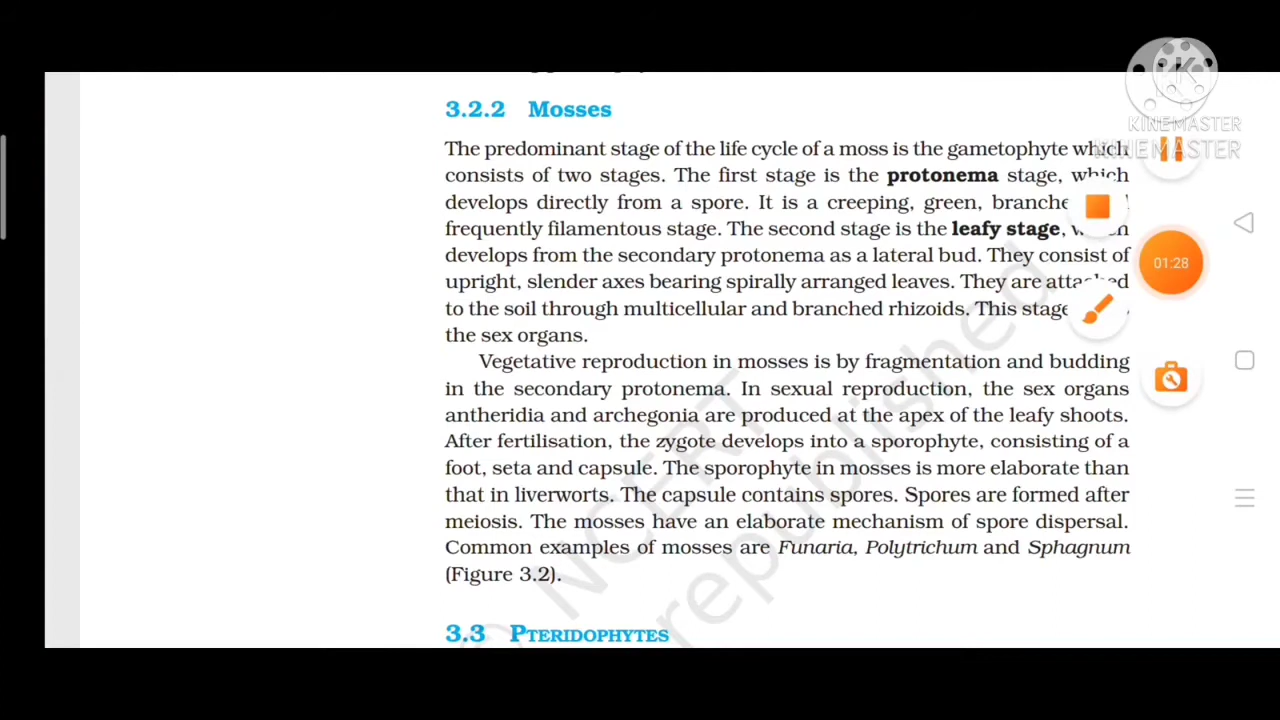 KINEMASTER
KINEMASTER
3.2.2 Mosses
The predominant stage of the life cycle of a moss is the gametophyte which
consists of two stages. The first stage is the protonema stage, which
develops directly from a spore. It is a creeping, green,
frequently filamentous stage. The second stage is the leafy stage,
develops from the secondary protonema as a lateral bud. They consist of
upright, slender axes bearing spirally arranged leaves. They are attached
to the soil through multicellular and branched rhizoids. This stage
the sex organs.
Vegetative reproduction in mosses is by fragmentation and budding
in the secondary protonema. In sexual reproduction, the sex organs
antheridia and archegonia are produced at the apex of the leafy shoots.
After fertilisation, the zygote develops into a sporophyte, consisting of a
foot, seta and capsule. The sporophyte in mosses is more elaborate than
that in liverworts. The capsule contains spores. Spores are formed after
meiosis. The mosses have an elaborate mechanism of spore dispersal.
Common examples of mosses are Funaria, Polytrichum and Sphagnum
(Figure 3.2).
3.3 PTERIDOPHYTES
01:28
© NCERT
republished